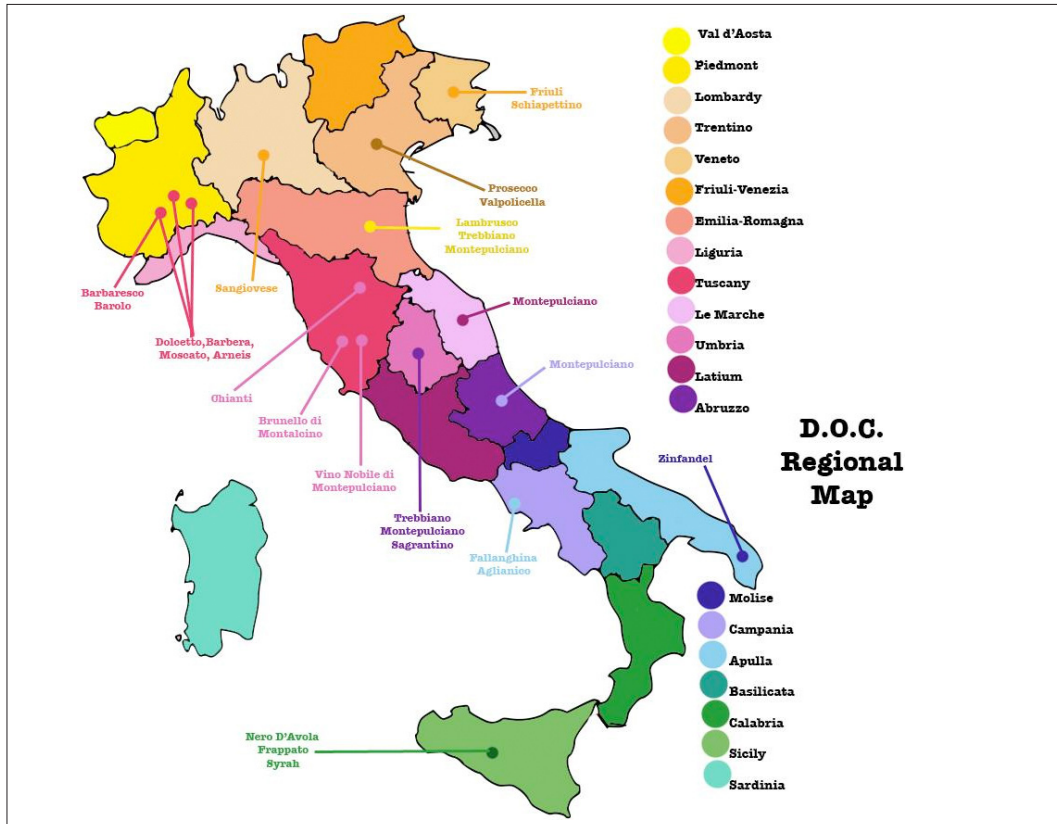 Val d'Aosta
Piedmont
Lombardy
Trentino
Veneto
Friuli-Venezia
Emilia-Romagna
Liguria
Tuscany
Le Marche
Umbria
Latium
Abruzzo
Friuli
Schiapettino
Prosecco
Valpolicella
Lambrusco
Trebbiano
Montepulciano
Sangiovese
Barbaresco
Barolo
Dolcetto,Barbera,
Moscato, Arneis
Chianti
Brunello di
Montalcino
Vino Nobile di
Montepulciano
Trebbiano
Montepulciano
Sagrantino
Montepulciano
Montepulciano
Fallanghina
Aglianico
Zinfandel
D.O.C.
Regional
Map
Nero D'Avola
Frappato
Syrah
Molise
Campania
Apulla
Basilicata
Calabria
Sicily
Sardinia